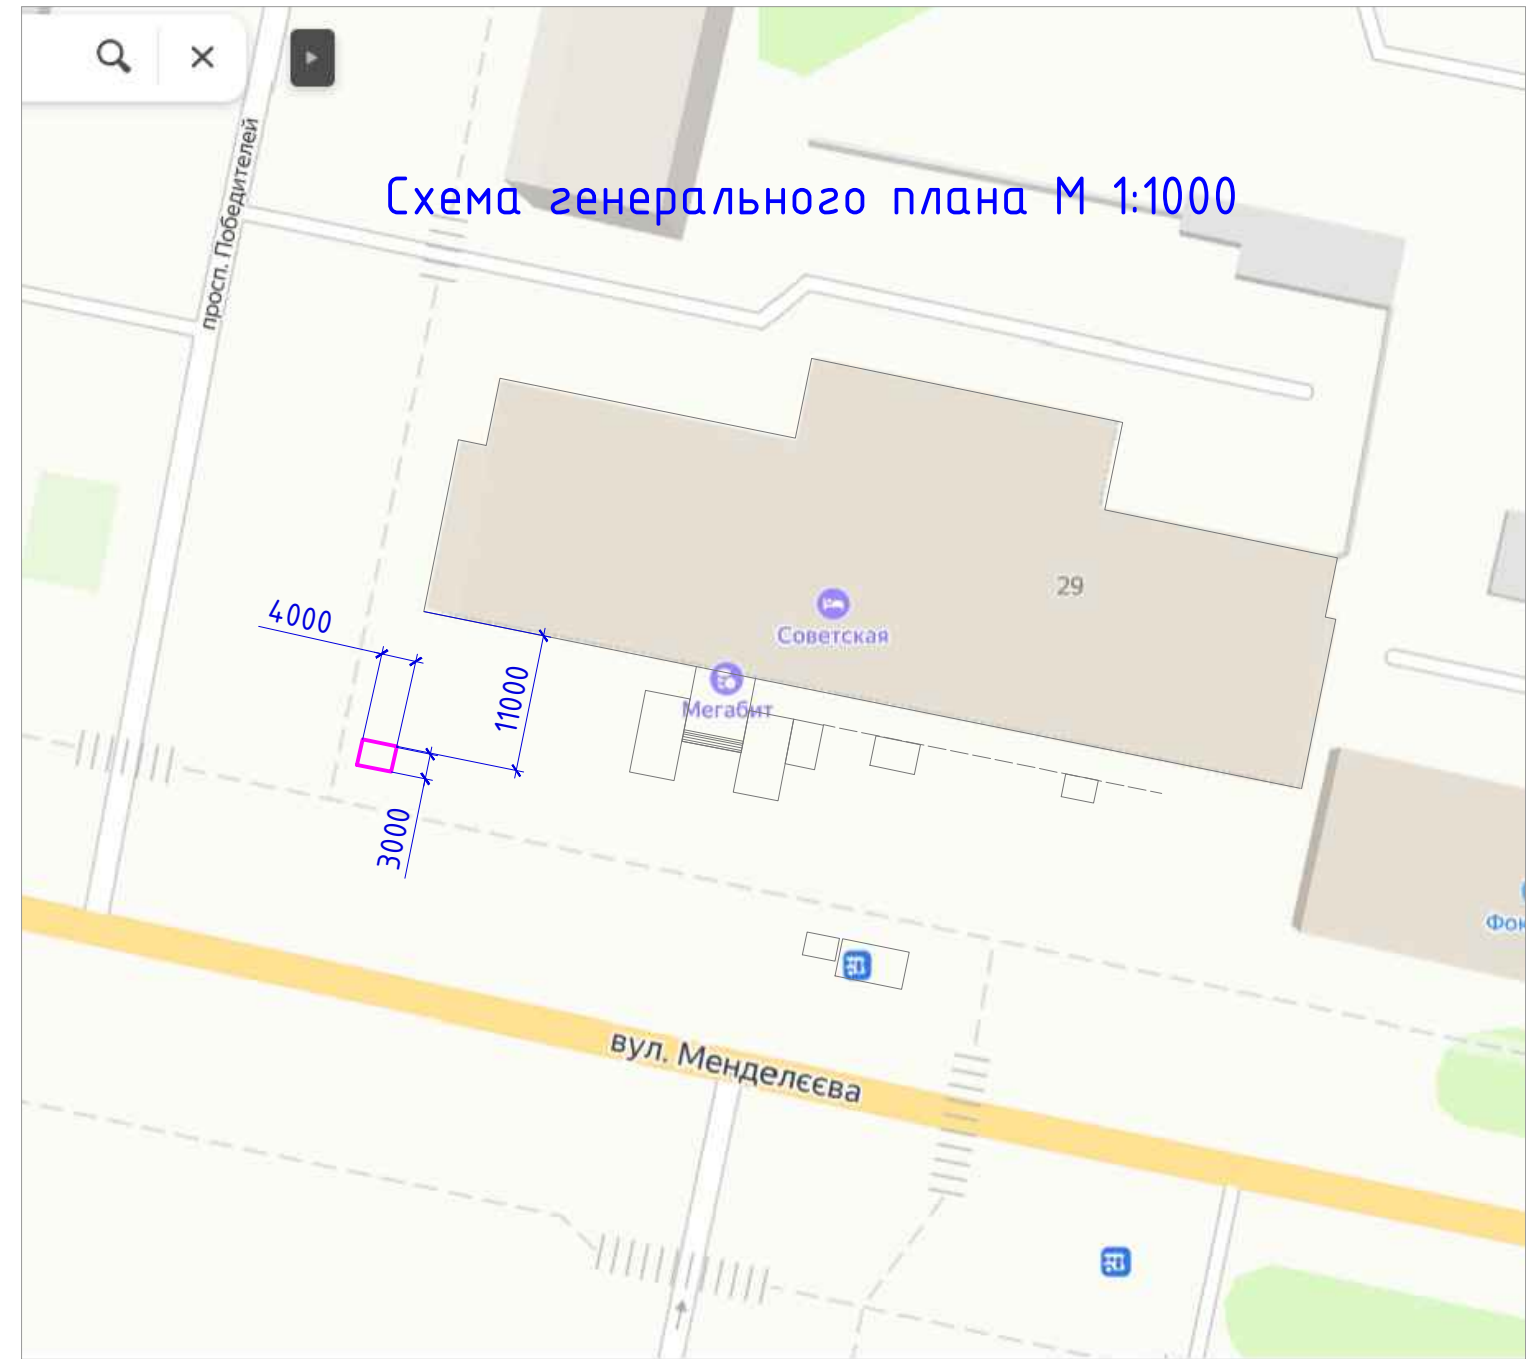 просп. Победителей
Схема генерального плана М 1:1000
29
4000
Советская
11000
Мегабит
3000
Фок
вул. Менделєєва